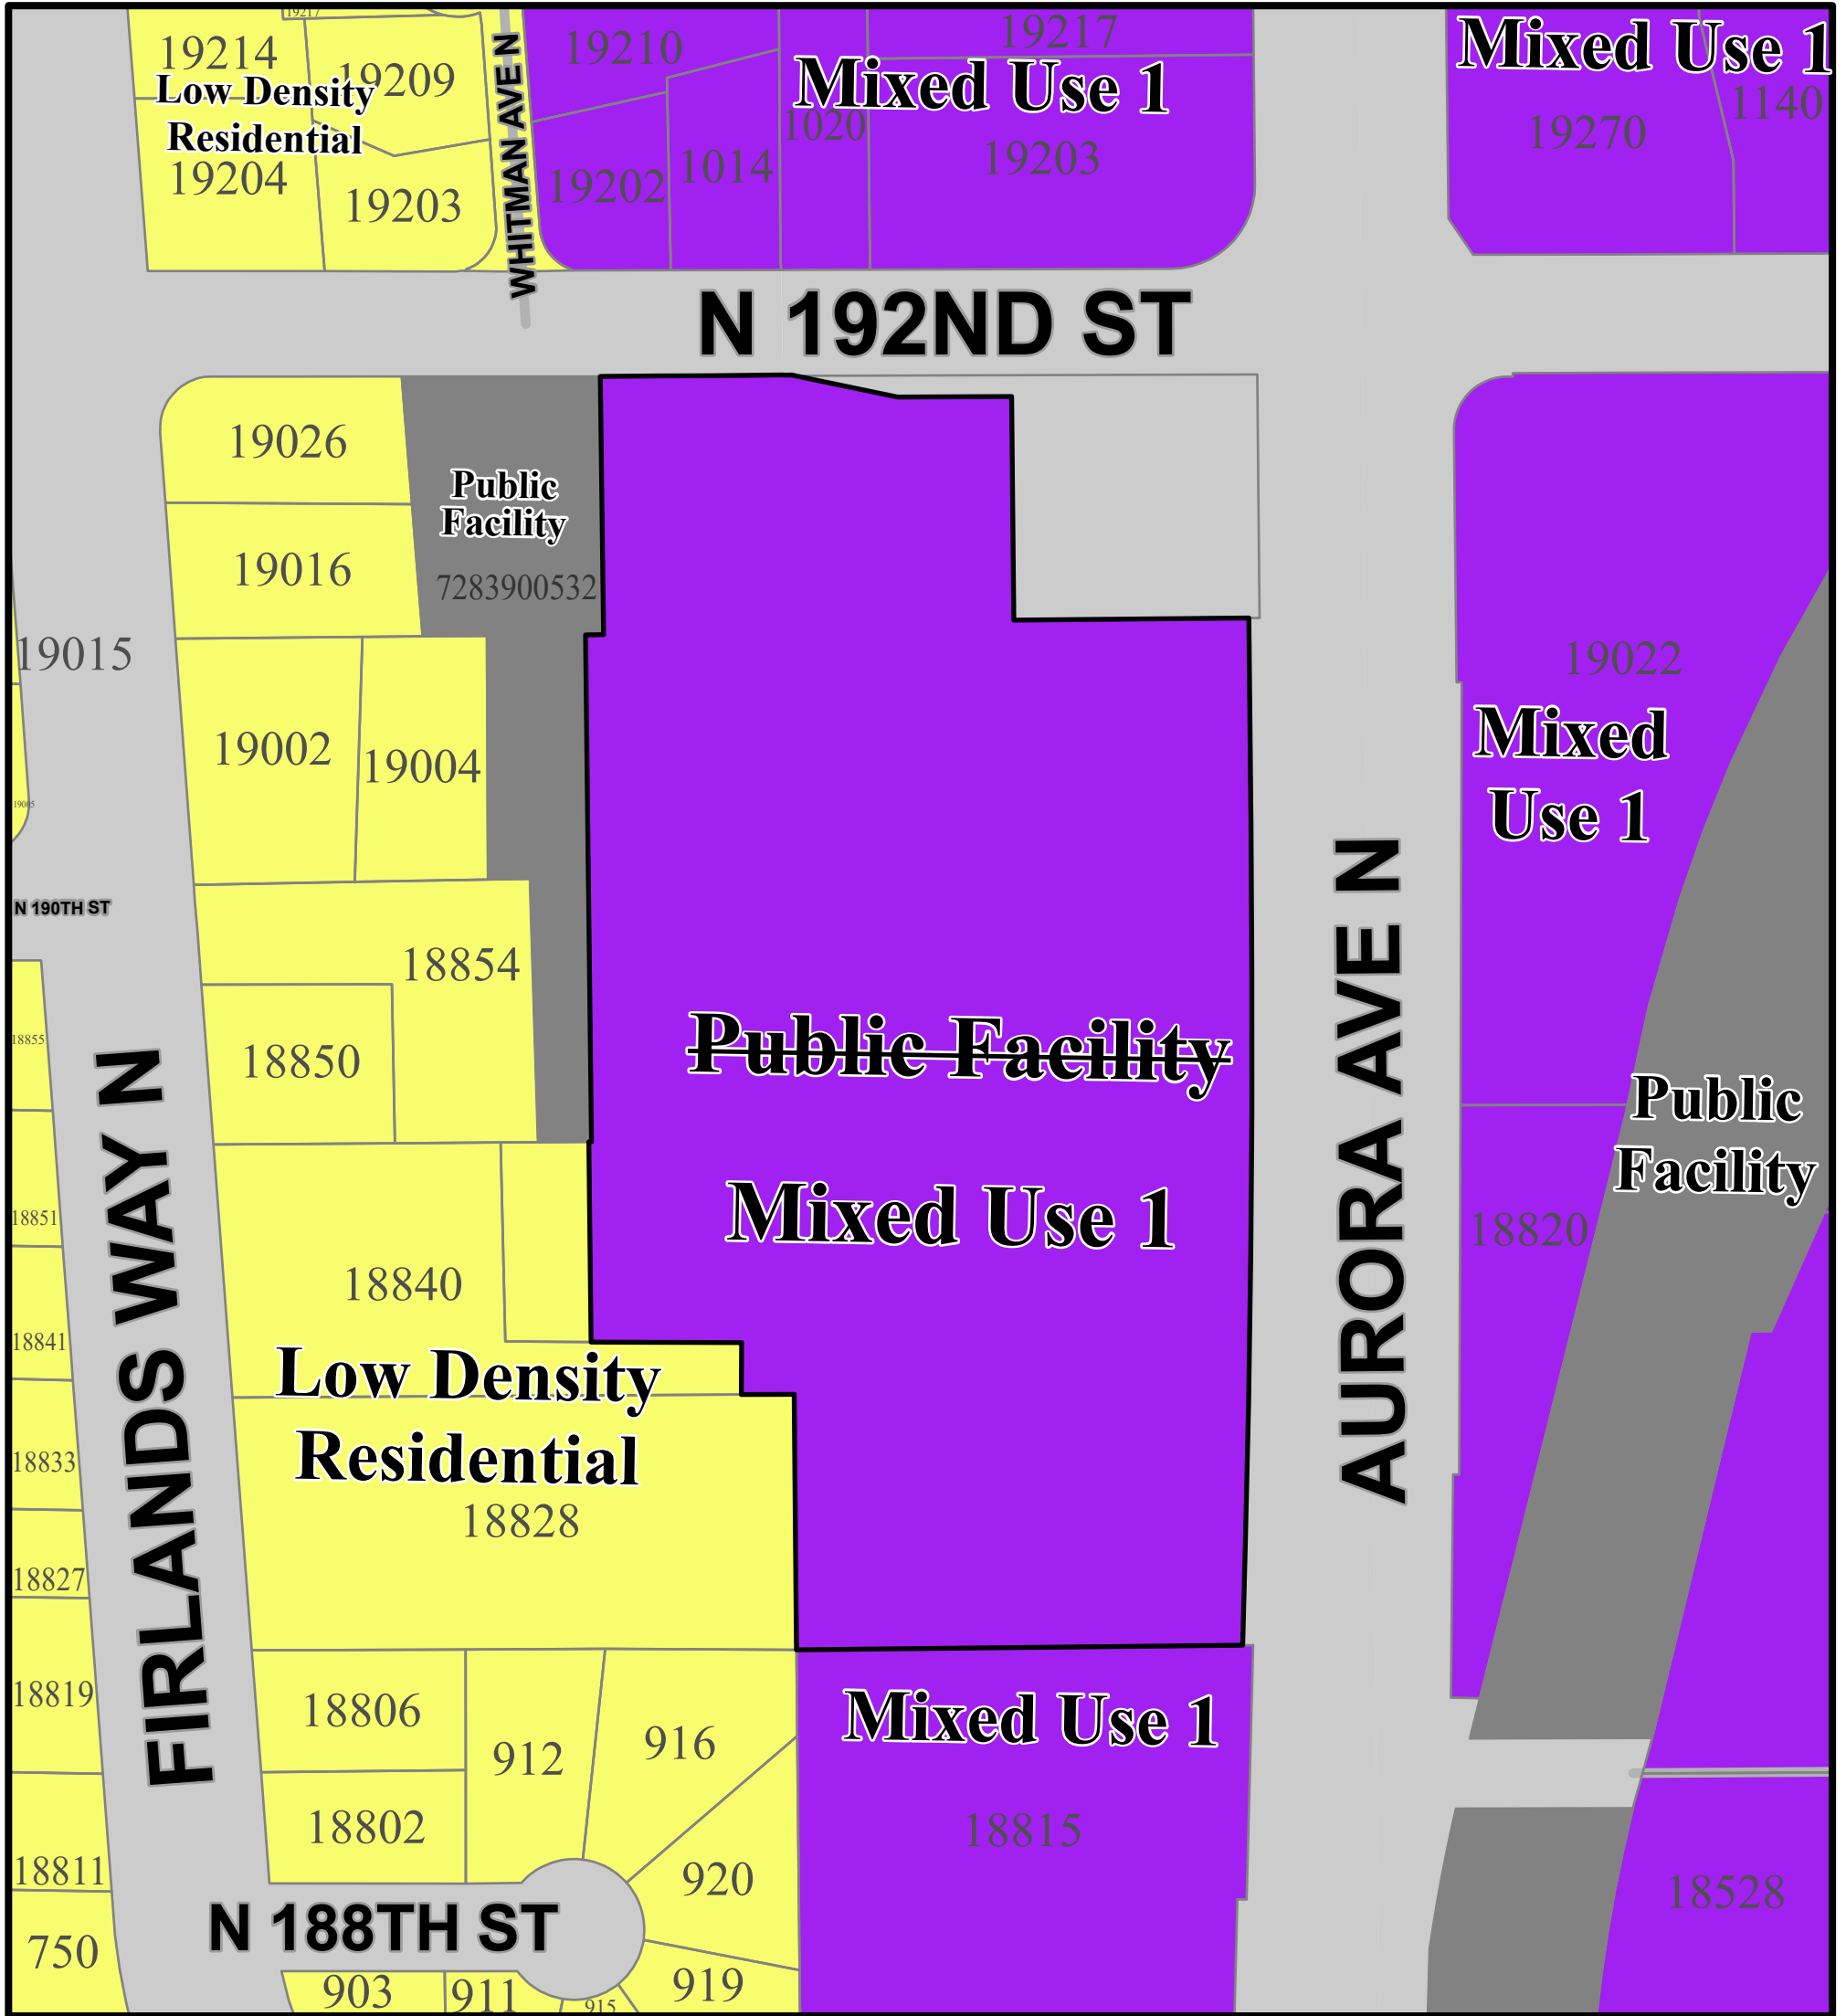 19217
19214
19209
Low Density
Residential
19204
19203
WHITMAN AVE N
19210
19202
1014
1020
19217
Mixed Use 1
19203
Mixed Use 1
19270
1140
N 192ND ST
19026
19016
Public
Facility
7283900532
19015
19002
19004
19005
N 190TH ST
18854
18850
18855
18851
18841
18833
18827
18819
18811
750
FIRLANDS WAY N
18840
Low Density
Residential
18828
Public Facility
Mixed Use 1
AURORA AVE N
19022
Mixed
Use 1
Public
Facility
18820
18806
18802
912
916
920
919
N 188TH ST
903
911
915
Mixed Use 1
18815
18528